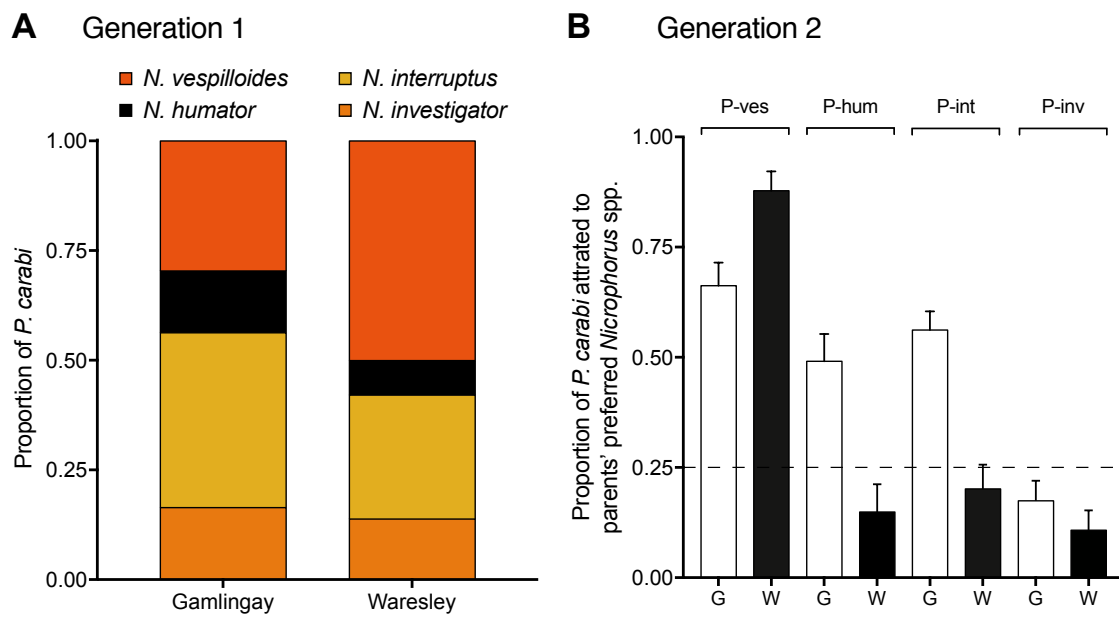 A Generation 1
N. vespilloides N. interruptus
N. humator N. investigator
1.00
0.75
0.50
0.25
0.00
Proportion of P. carabi
Gamlingay Waresley
B Generation 2
P-ves P-hum P-int P-inv
1.00
0.75
0.50
0.25
0.00
Proportion of P. carabi attrated to
parents' preferred Nicrophorus spp.
G W G W G W G W